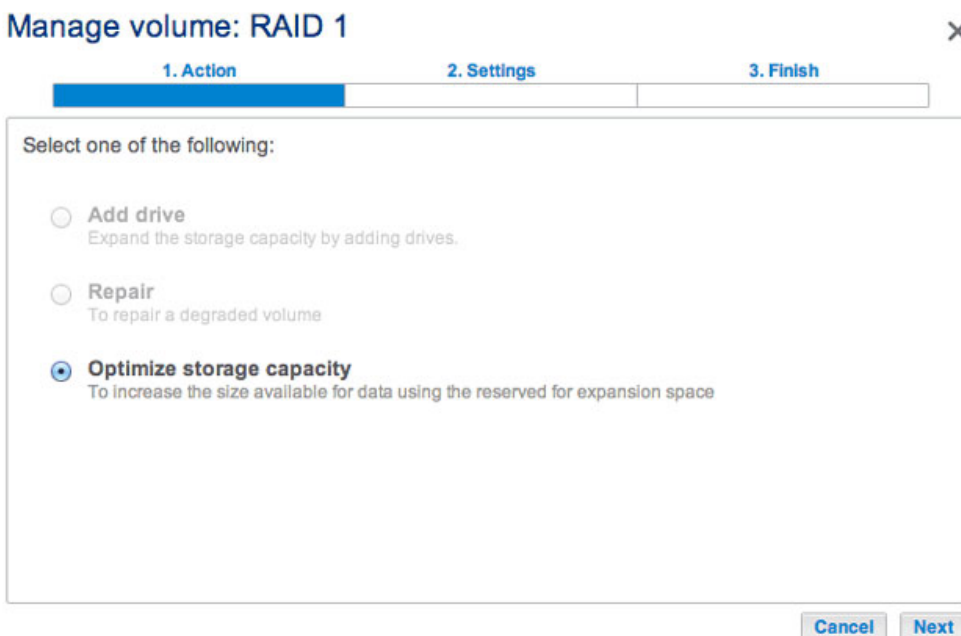 Manage volume: RAID 1
1. Action 2. Settings 3. Finish
Select one of the following:
Add drive
Expand the storage capacity by adding drives.
Repair
To repair a degraded volume
Optimize storage capacity
To increase the size available for data using the reserved for expansion space
Cancel Next